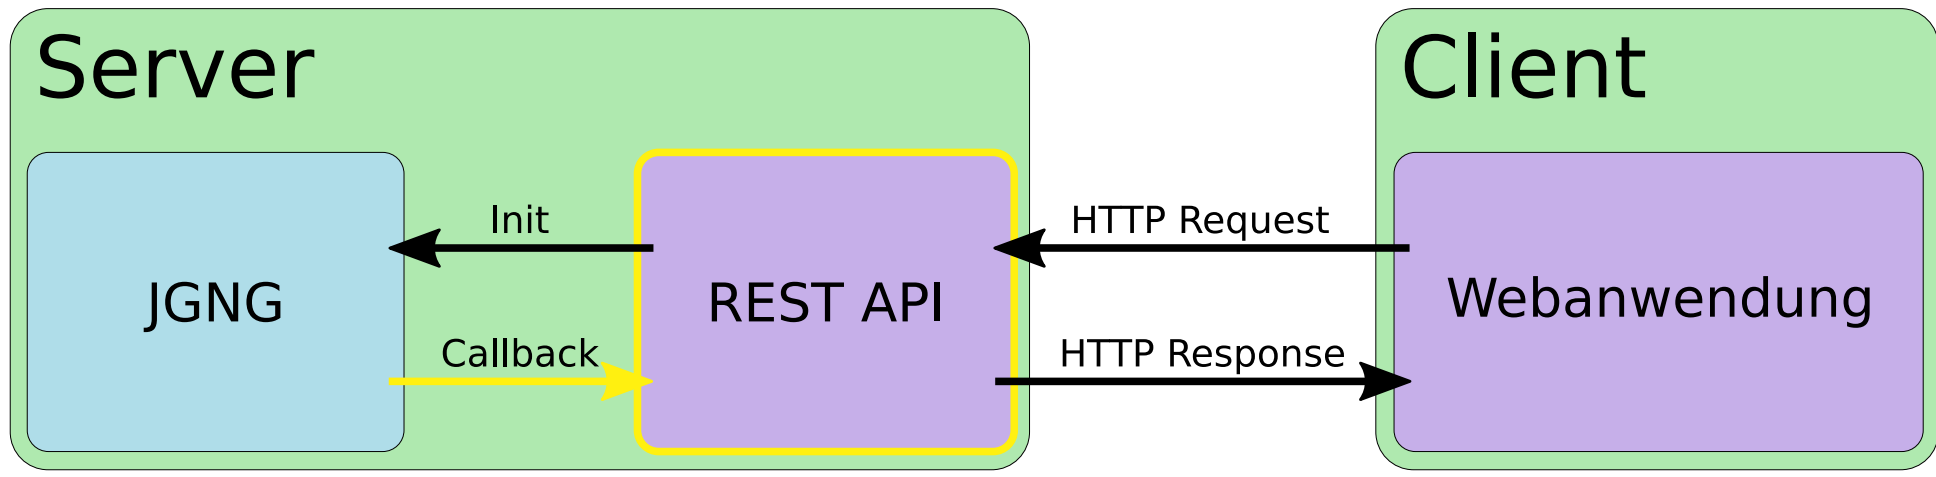 Server
Client
Init
HTTP Request
JGNG
REST API
Webanwendung
Callback
HTTP Response